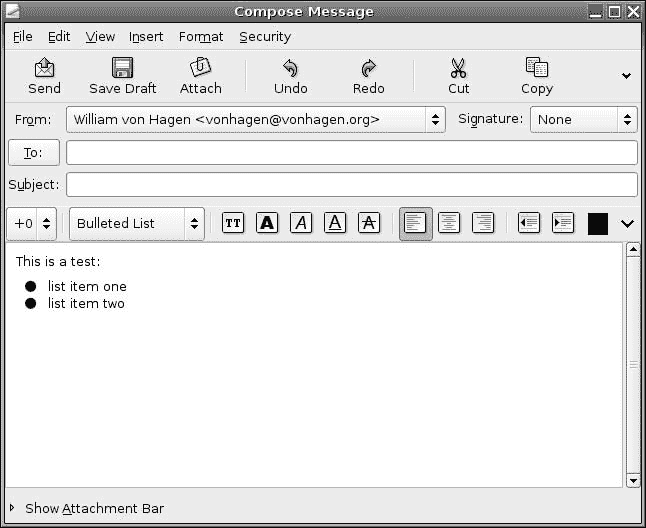 Compose Message
File Edit View Insert Format Security
Send Save Draft Attach Undo Redo Cut Copy
From: William von Hagen <vonhagen@vonhagen.org> Signature: None
To:
Subject:
+0 Bulleted List TT A A A A
This is a test:
● list item one
● list item two
Show Attachment Bar